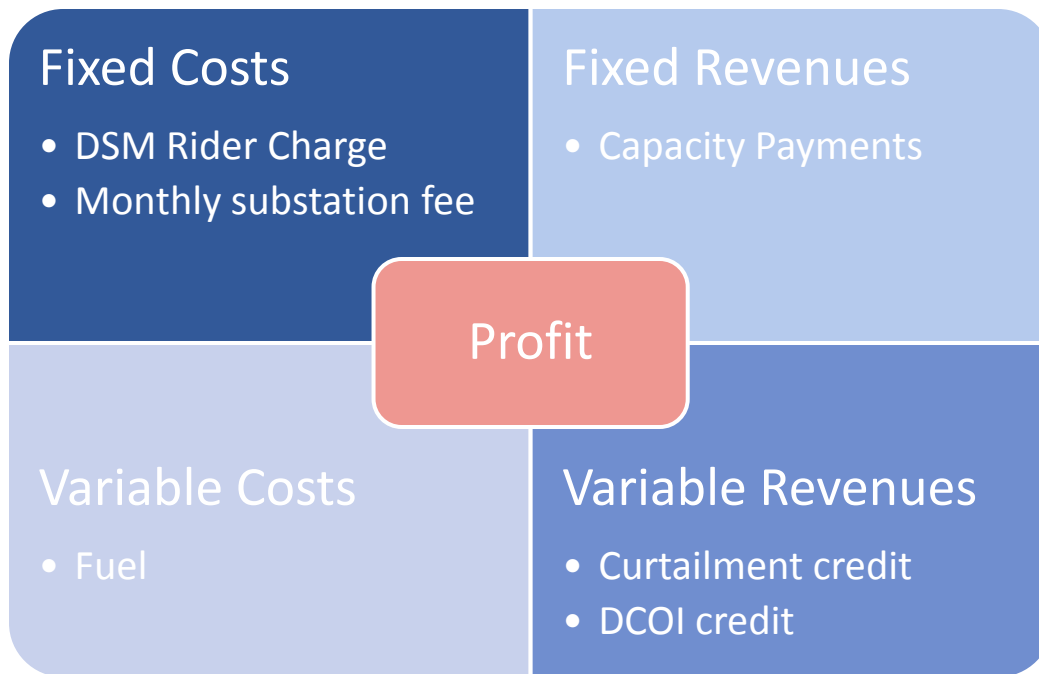 Fixed Costs
• DSM Rider Charge
• Monthly substation fee
Fixed Revenues
• Capacity Payments
Profit
Variable Costs
• Fuel
Variable Revenues
• Curtailment credit
• DCOI credit